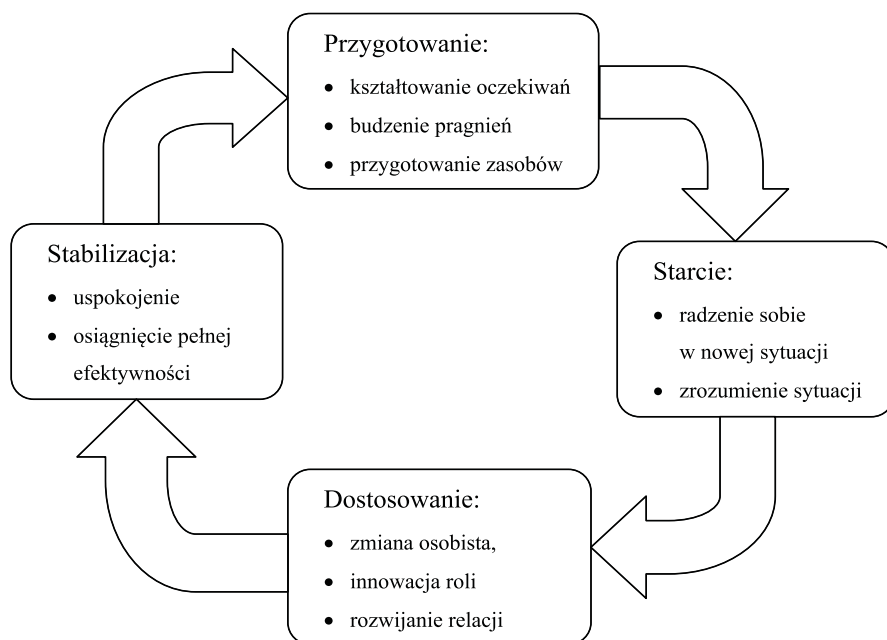 Przygotowanie:
• kształtowanie oczekiwań
• budzenie pragnień
• przygotowanie zasobów
Starcie:
• radzenie sobie
w nowej sytuacji
• zrozumienie sytuacji
Dostosowanie:
• zmiana osobista,
• innowacja roli
• rozwijanie relacji
Stabilizacja:
• uspokojenie
• osiągnięcie pełnej
efektywności